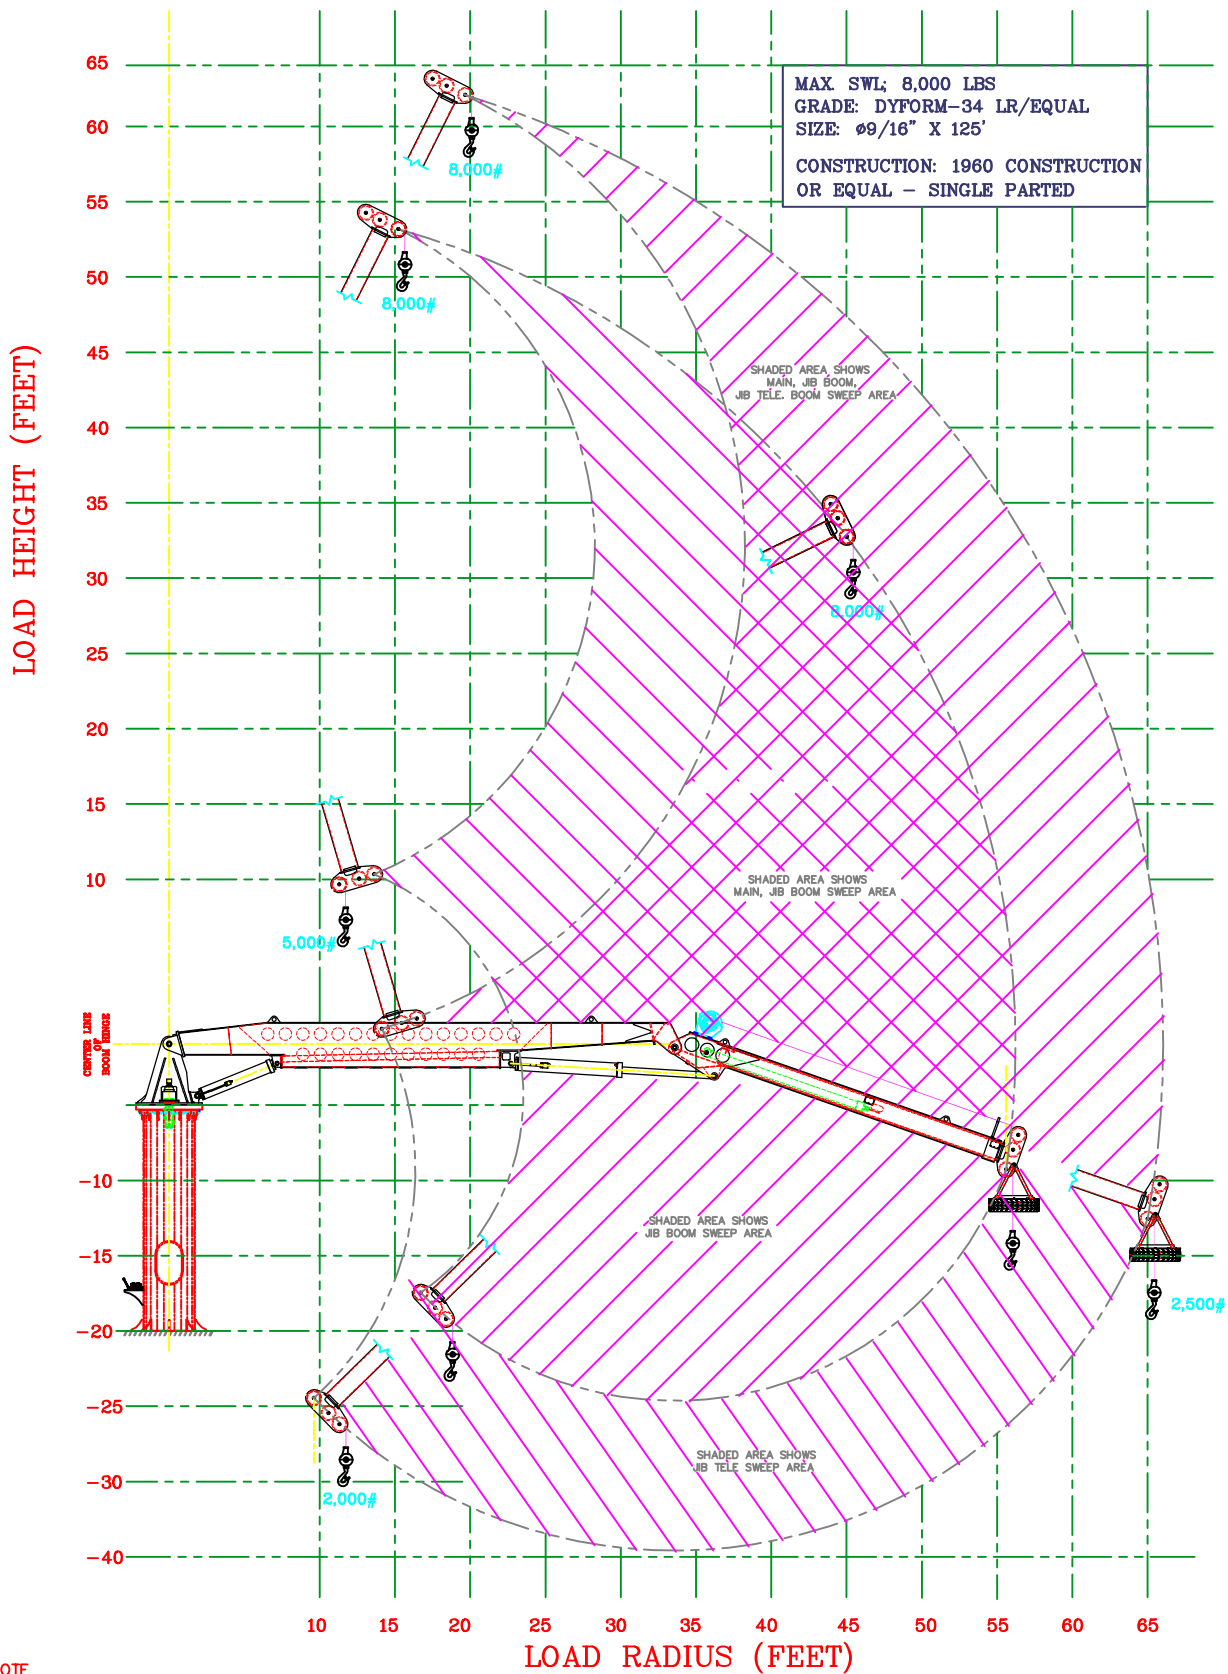 MAX. SWL; 8,000 LBS
GRADE: DYFORM-34 LR/EQUAL
SIZE: ø9/16" X 125'
CONSTRUCTION: 1960 CONSTRUCTION
OR EQUAL - SINGLE PARTED
LOAD HEIGHT (FEET)
65
60
55
50
45
40
35
30
25
20
15
10
CENTER LINE
OF
BOOM HINGE
-10
-15
-20
-25
-30
-40
8,000#
8,000#
SHADED AREA SHOWS
MAIN, JIB BOOM,
JIB TELE. BOOM SWEEP AREA
8,000#
SHADED AREA SHOWS
MAIN, JIB BOOM SWEEP AREA
5,000#
SHADED AREA SHOWS
JIB BOOM SWEEP AREA
2,500#
SHADED AREA SHOWS
JIB TELE SWEEP AREA
2,000#
10 15 20 25 30 35 40 45 50 55 60 65
LOAD RADIUS (FEET)